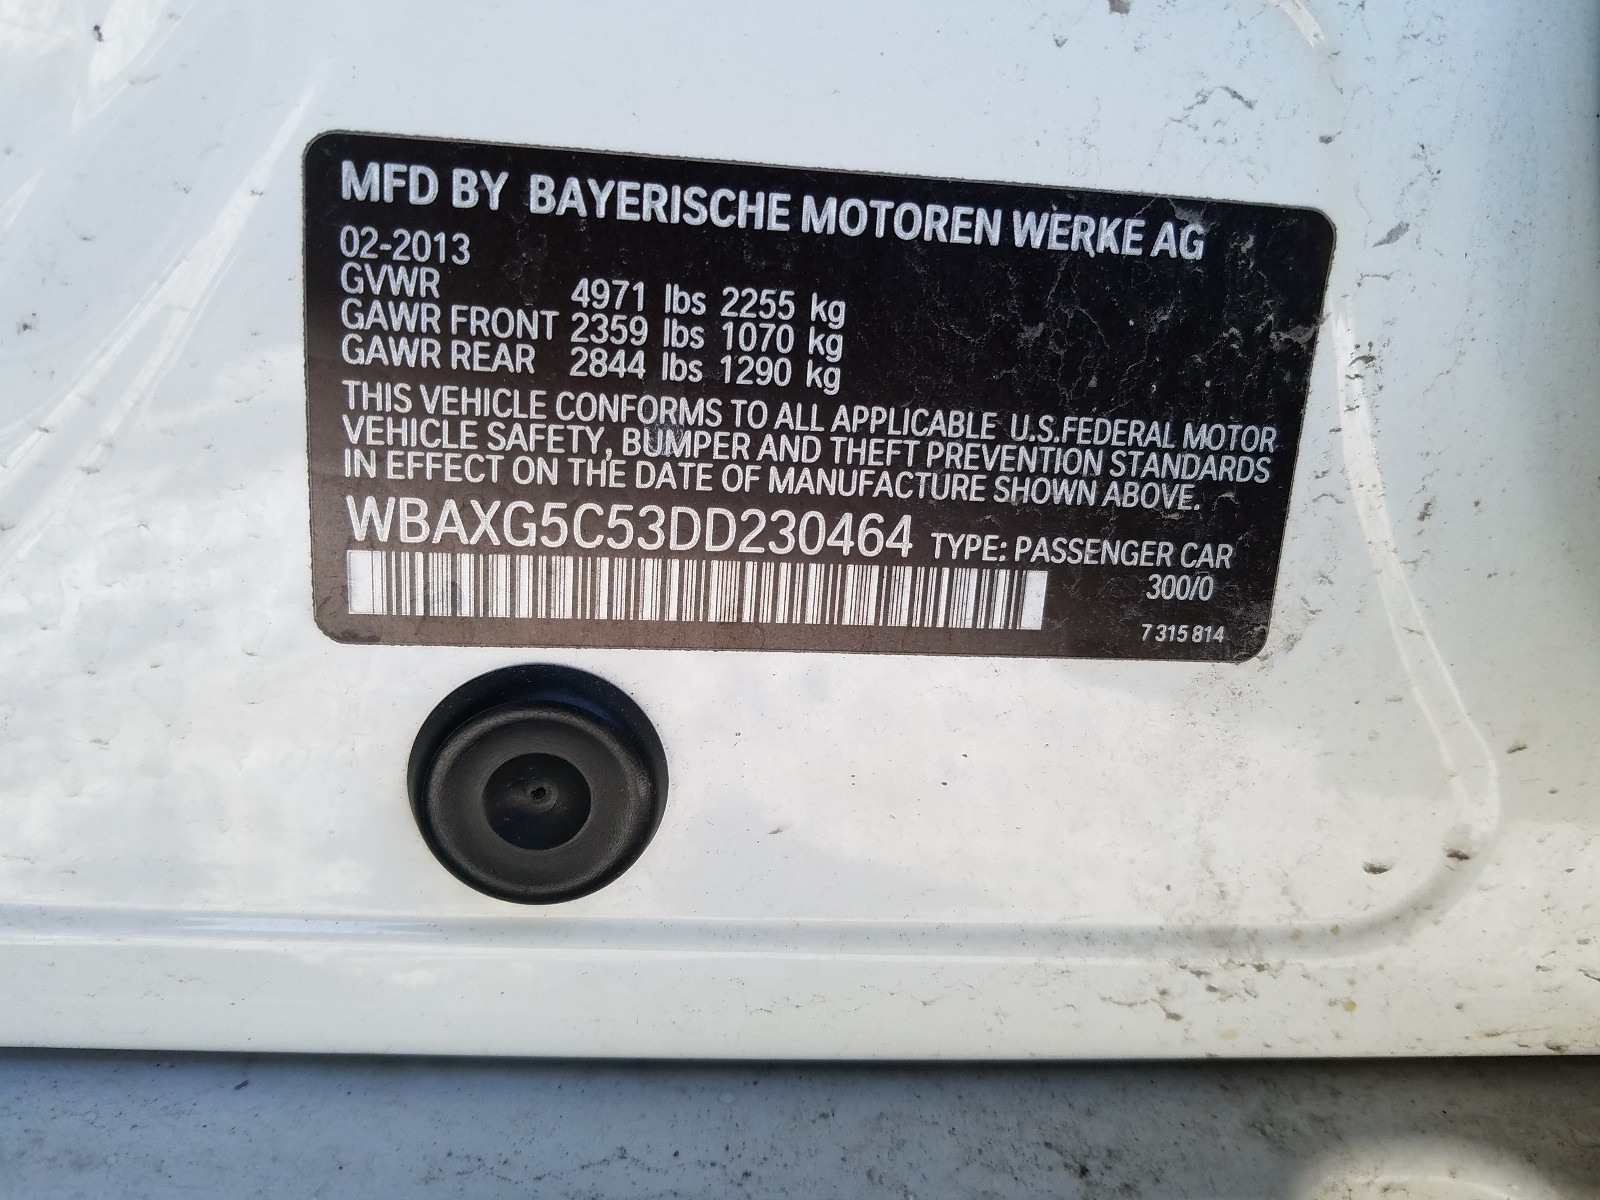 MFD BY BAYERISCHE MOTOREN WERKE AG
02-2013
GVWR 4971 lbs 2255 kg
GAWR FRONT 2359 lbs 1070 kg
GAWR REAR 2844 lbs 1290 kg
THIS VEHICLE CONFORMS TO ALL APPLICABLE U.S.FEDERAL MOTOR
VEHICLE SAFETY, BUMPER AND THEFT PREVENTION STANDARDS
IN EFFECT ON THE DATE OF MANUFACTURE SHOWN ABOVE.
WBAXG5C53DD230464 TYPE: PASSENGER CAR
300/0
7 315 814